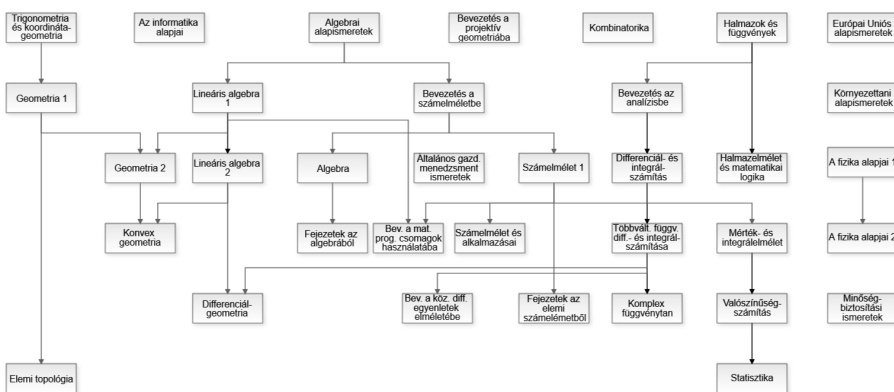 Trigonometria
és koordináta-
geometria
Az informatika
alapjai
Algebrai
alapismeretek
Bevezetés a
projektív
geometriába
Kombinatorika
Halmazok és
függvények
Európai Uniós
alapismeretek
Geometria 1
Lineáris algebra
1
Bevezetés a
számelméletbe
Bevezetés az
analízisbe
Környezettani
alapismeretek
Geometria 2
Lineáris algebra
2
Algebra
Általános gazd.
menedzsment
ismeretek
Számelmélet 1
Differenciál- és
integrál-
számítás
Halmazelmélet
és matematikai
logika
A fizika alapjai 1
Konvex
geometria
Fejezetek az
algebrából
Bev. a mat.
prog. csomagok
használatába
Számelmélet és
alkalmazásai
Többvált. függv.
diff.- és integrál-
számítása
Mérték- és
integrálelmélet
A fizika alapjai 2
Differenciál-
geometria
Bev. a köz. diff.
egyenletek
elméletébe
Fejezetek az
elemi
számelémetből
Komplex
függvénytan
Valószínűség-
számítás
Minőség-
biztosítási
ismeretek
Elemi topológia
Statisztika